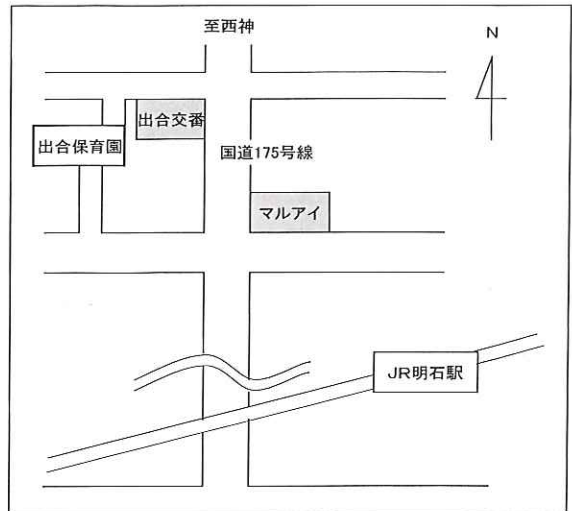 至西神
N
出合交番
出合保育園
国道175号線
マルアイ
JR明石駅